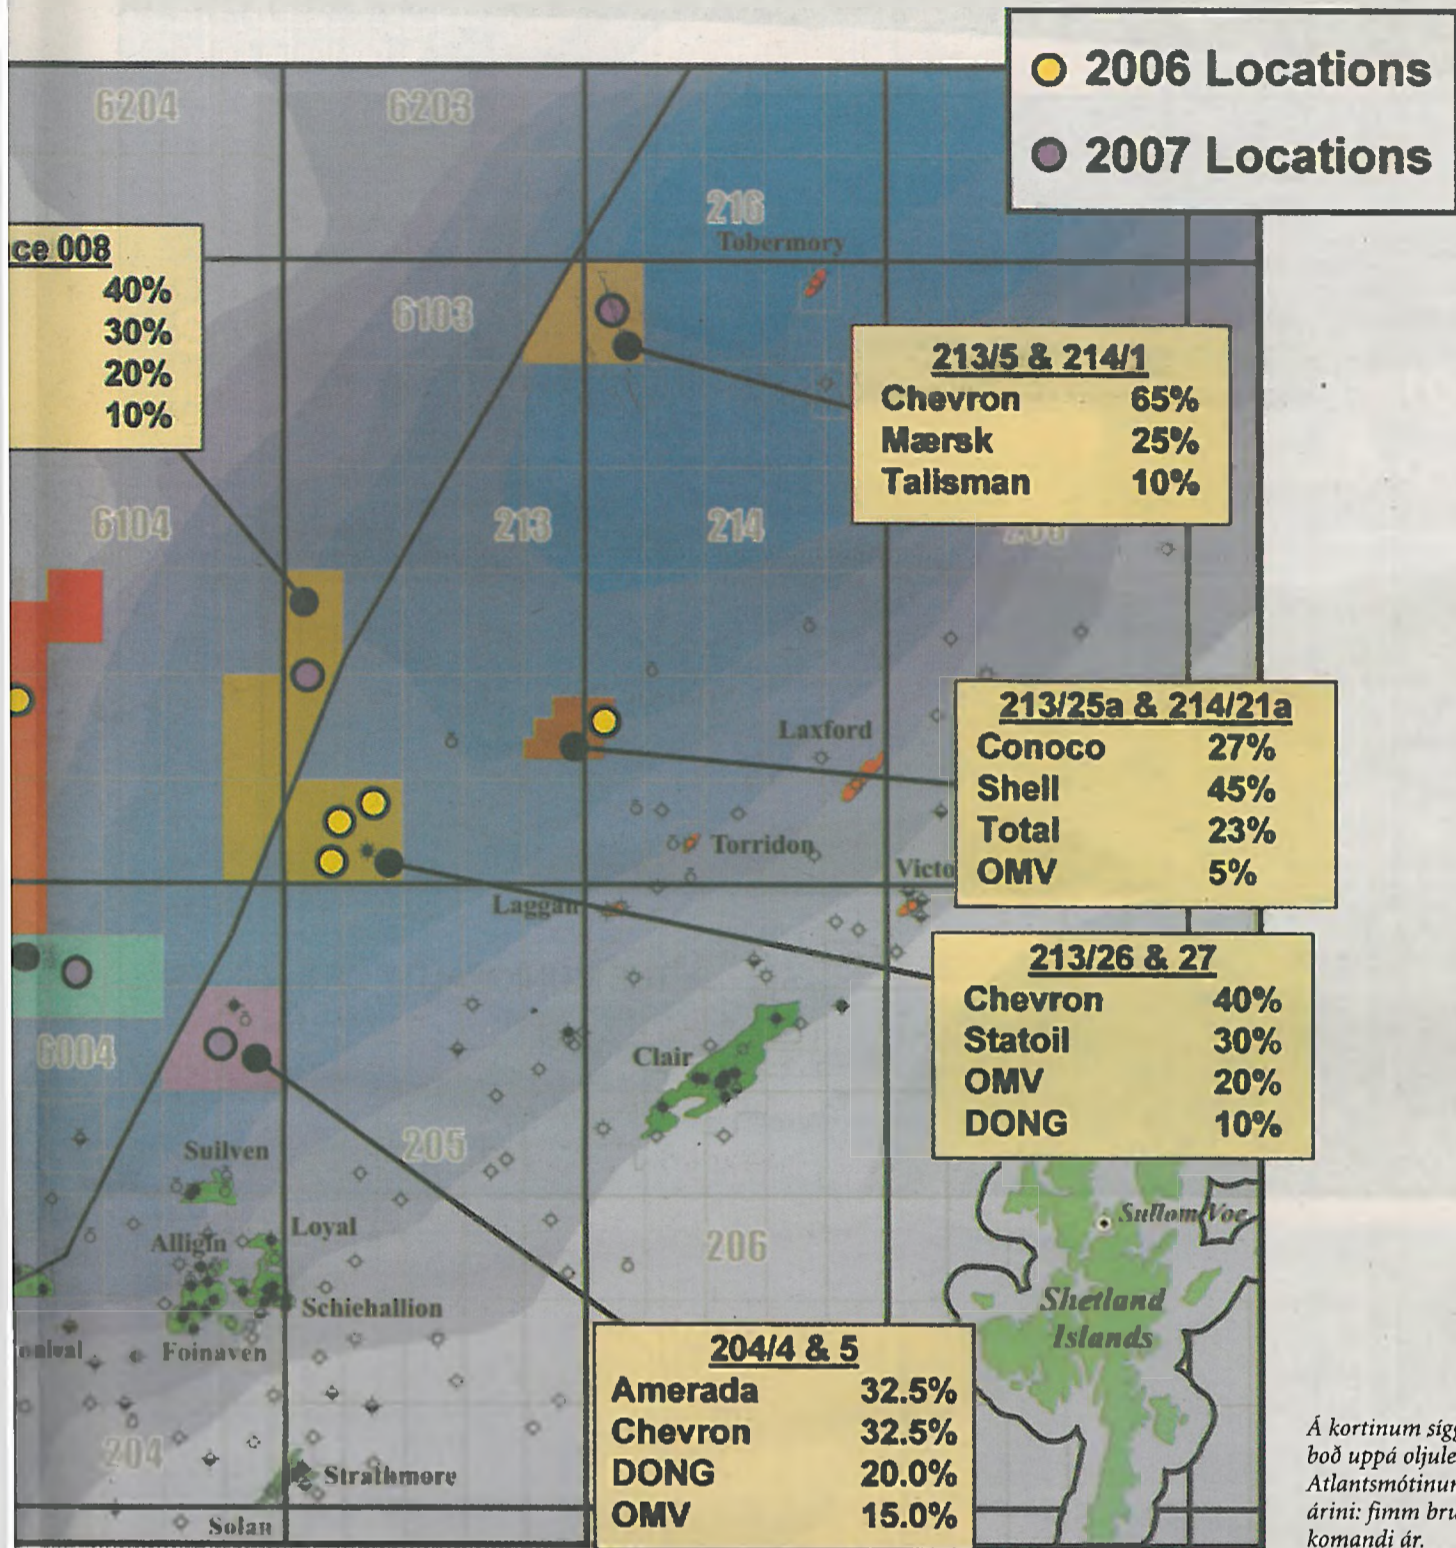 2006 Locations
2007 Locations
6204
6203
216
Tobermory
ce 008
40%
30%
20%
10%
6103
213/5 & 214/1
Chevron 65%
Mærsk 25%
Talisman 10%
6104
213
214
213/25a & 214/21a
Conoco 27%
Shell 45%
Total 23%
OMV 5%
Laxford
Torridon
Victo
Laggan
213/26 & 27
Chevron 40%
Statoil 30%
OMV 20%
DONG 10%
6004
Clair
205
Suilven
Loyal
Alligin
Schiehallion
Foinaven
206
Sullom Voe
Shetland
Islands
204/4 & 5
Amerada 32.5%
Chevron 32.5%
DONG 20.0%
OMV 15.0%
204
Strathmore
Solan
Á kortinum sígg
boð uppá oljule
Atlantsmótinur
árini: fimm bru
komandi ár.